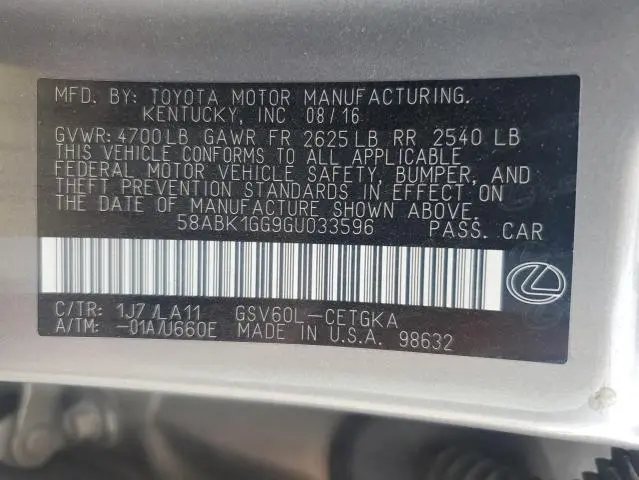 MFD. BY: TOYOTA MOTOR MANUFACTURING.
KENTUCKY, INC 08/16
GVWR: 4700LB GAWR FR 2625LB RR 2540 LB
THIS VEHICLE CONFORMS TO ALL APPLICABLE
FEDERAL MOTOR VEHICLE SAFETY, BUMPER, AND
THEFT PREVENTION STANDARDS IN EFFECT ON
THE DATE OF MANUFACTURE SHOWN ABOVE.
58ABK1GG9GU033596 PASS. CAR
C/TR: 1J7 /LA11 GSV60L-CETGKA
A/TM: -01A/U660E MADE IN U.S.A. 98632